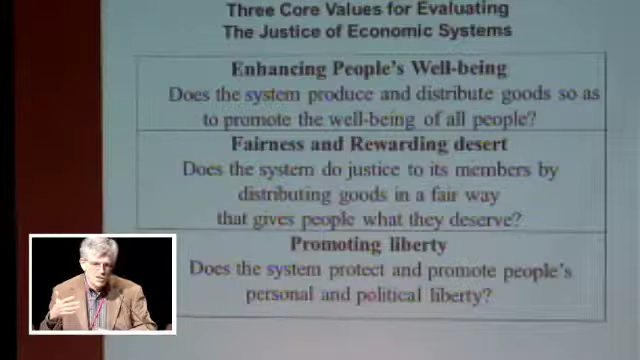 Three Core Values for Evaluating
The Justice of Economic Systems
Enhancing People's Well-being
Does the system produce and distribute goods so as
to promote the well-being of all people?
Fairness and Rewarding desert
Does the system do justice to its members by
distributing goods in a fair way
that gives people what they deserve?
Promoting liberty
Does the system protect and promote people's
personal and political liberty?